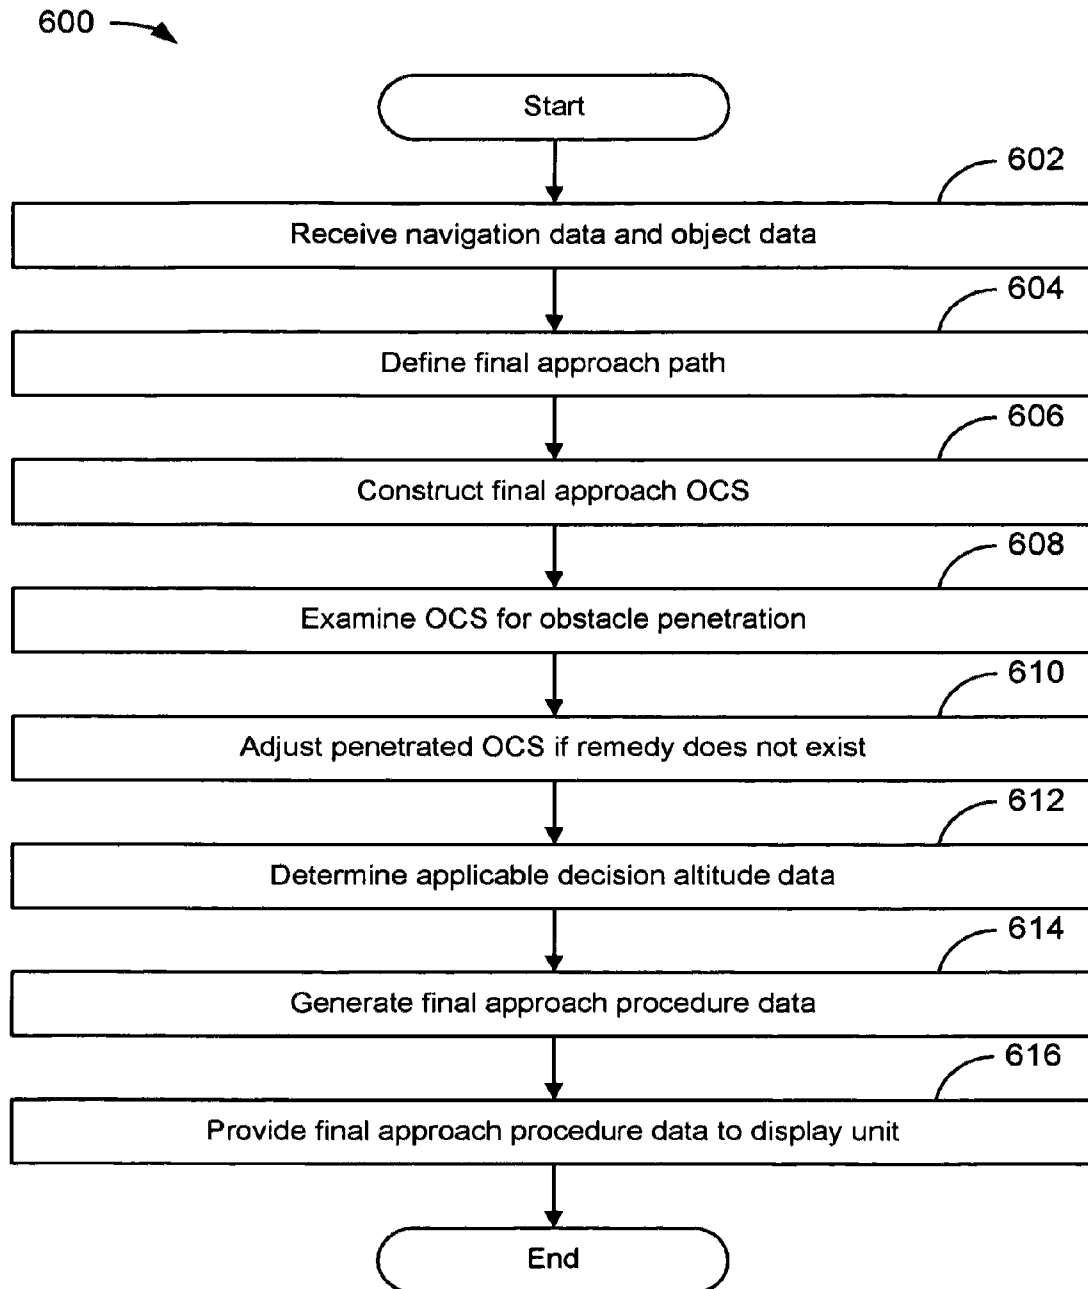 600
Start
602
Receive navigation data and object data
604
Define final approach path
606
Construct final approach OCS
608
Examine OCS for obstacle penetration
610
Adjust penetrated OCS if remedy does not exist
612
Determine applicable decision altitude data
614
Generate final approach procedure data
616
Provide final approach procedure data to display unit
End